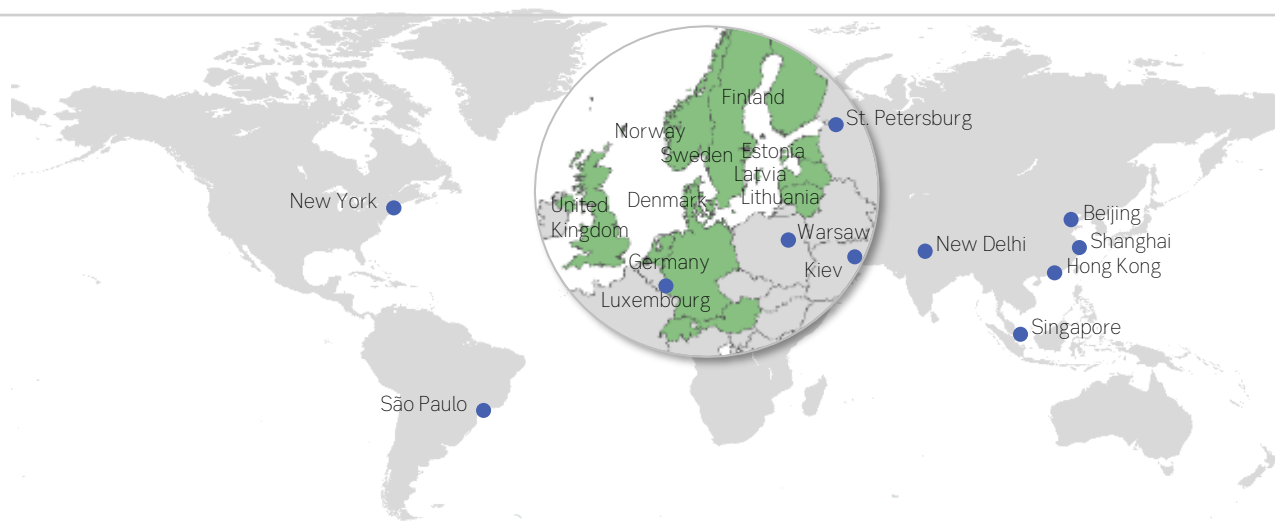 Finland
St. Petersburg
Norway
Sweden
Estonia
Latvia
Lithuania
Denmark
United
Kingdom
New York
Warsaw
Kiev
Germany
Luxembourg
Beijing
New Delhi
Shanghai
Hong Kong
Singapore
São Paulo